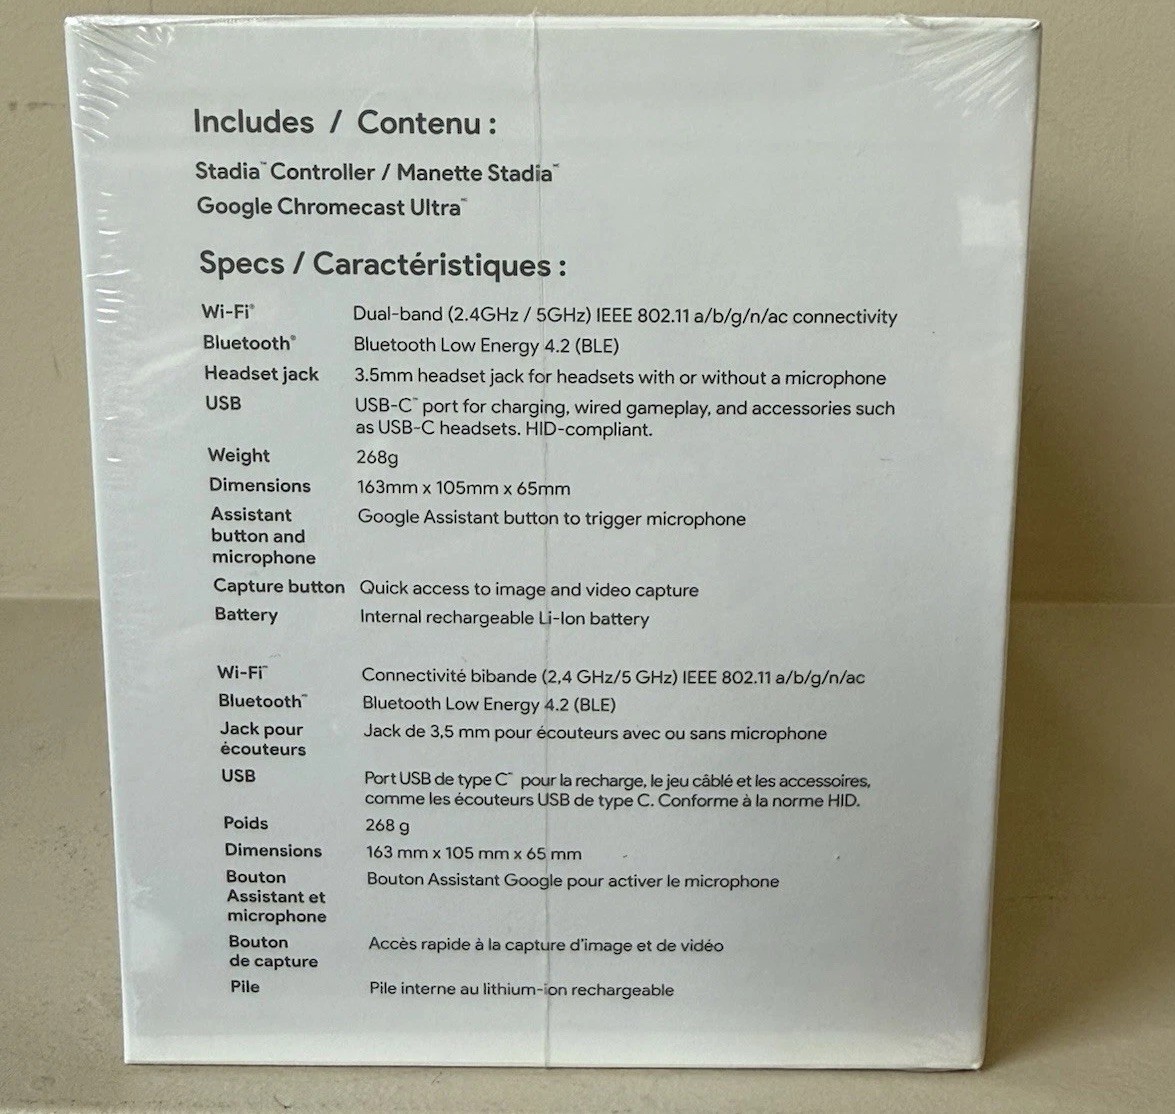 Includes / Contenu :
Stadia™ Controller / Manette Stadia™
Google Chromecast Ultra™
Specs / Caractéristiques :
Wi-Fi® Dual-band (2.4GHz / 5GHz) IEEE 802.11 a/b/g/n/ac connectivity
Bluetooth® Bluetooth Low Energy 4.2 (BLE)
Headset jack 3.5mm headset jack for headsets with or without a microphone
USB USB-C™ port for charging, wired gameplay, and accessories such
as USB-C headsets. HID-compliant.
Weight 268g
Dimensions 163mm x 105mm x 65mm
Assistant Google Assistant button to trigger microphone
button and
microphone
Capture button Quick access to image and video capture
Battery Internal rechargeable Li-Ion battery
Wi-Fi™ Connectivité bibande (2,4 GHz/5 GHz) IEEE 802.11 a/b/g/n/ac
Bluetooth™ Bluetooth Low Energy 4.2 (BLE)
Jack pour Jack de 3,5 mm pour écouteurs avec ou sans microphone
écouteurs
USB Port USB de type C™ pour la recharge, le jeu câblé et les accessoires,
comme les écouteurs USB de type C. Conforme à la norme HID.
Poids 268 g
Dimensions 163 mm x 105 mm x 65 mm
Bouton Bouton Assistant Google pour activer le microphone
Assistant et
microphone
Bouton Accès rapide à la capture d'image et de vidéo
de capture
Pile Pile interne au lithium-ion rechargeable